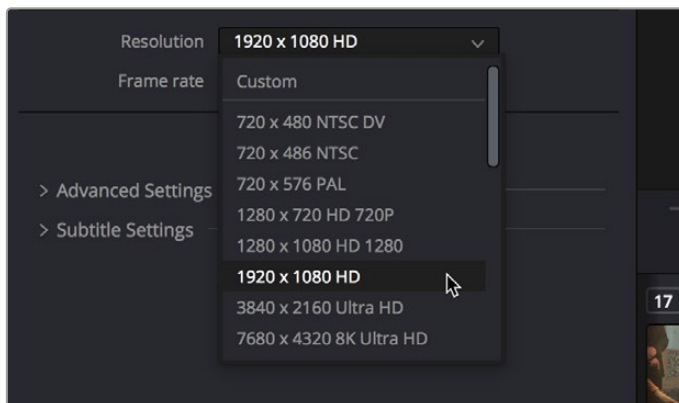 Resolution 1920 x 1080 HD
Frame rate Custom
720 x 480 NTSC DV
720 x 486 NTSC
720 x 576 PAL
> Advanced Settings
1280 x 720 HD 720P
> Subtitle Settings
1280 x 1080 HD 1280
1920 x 1080 HD
3840 x 2160 Ultra HD
7680 x 4320 8K Ultra HD
17